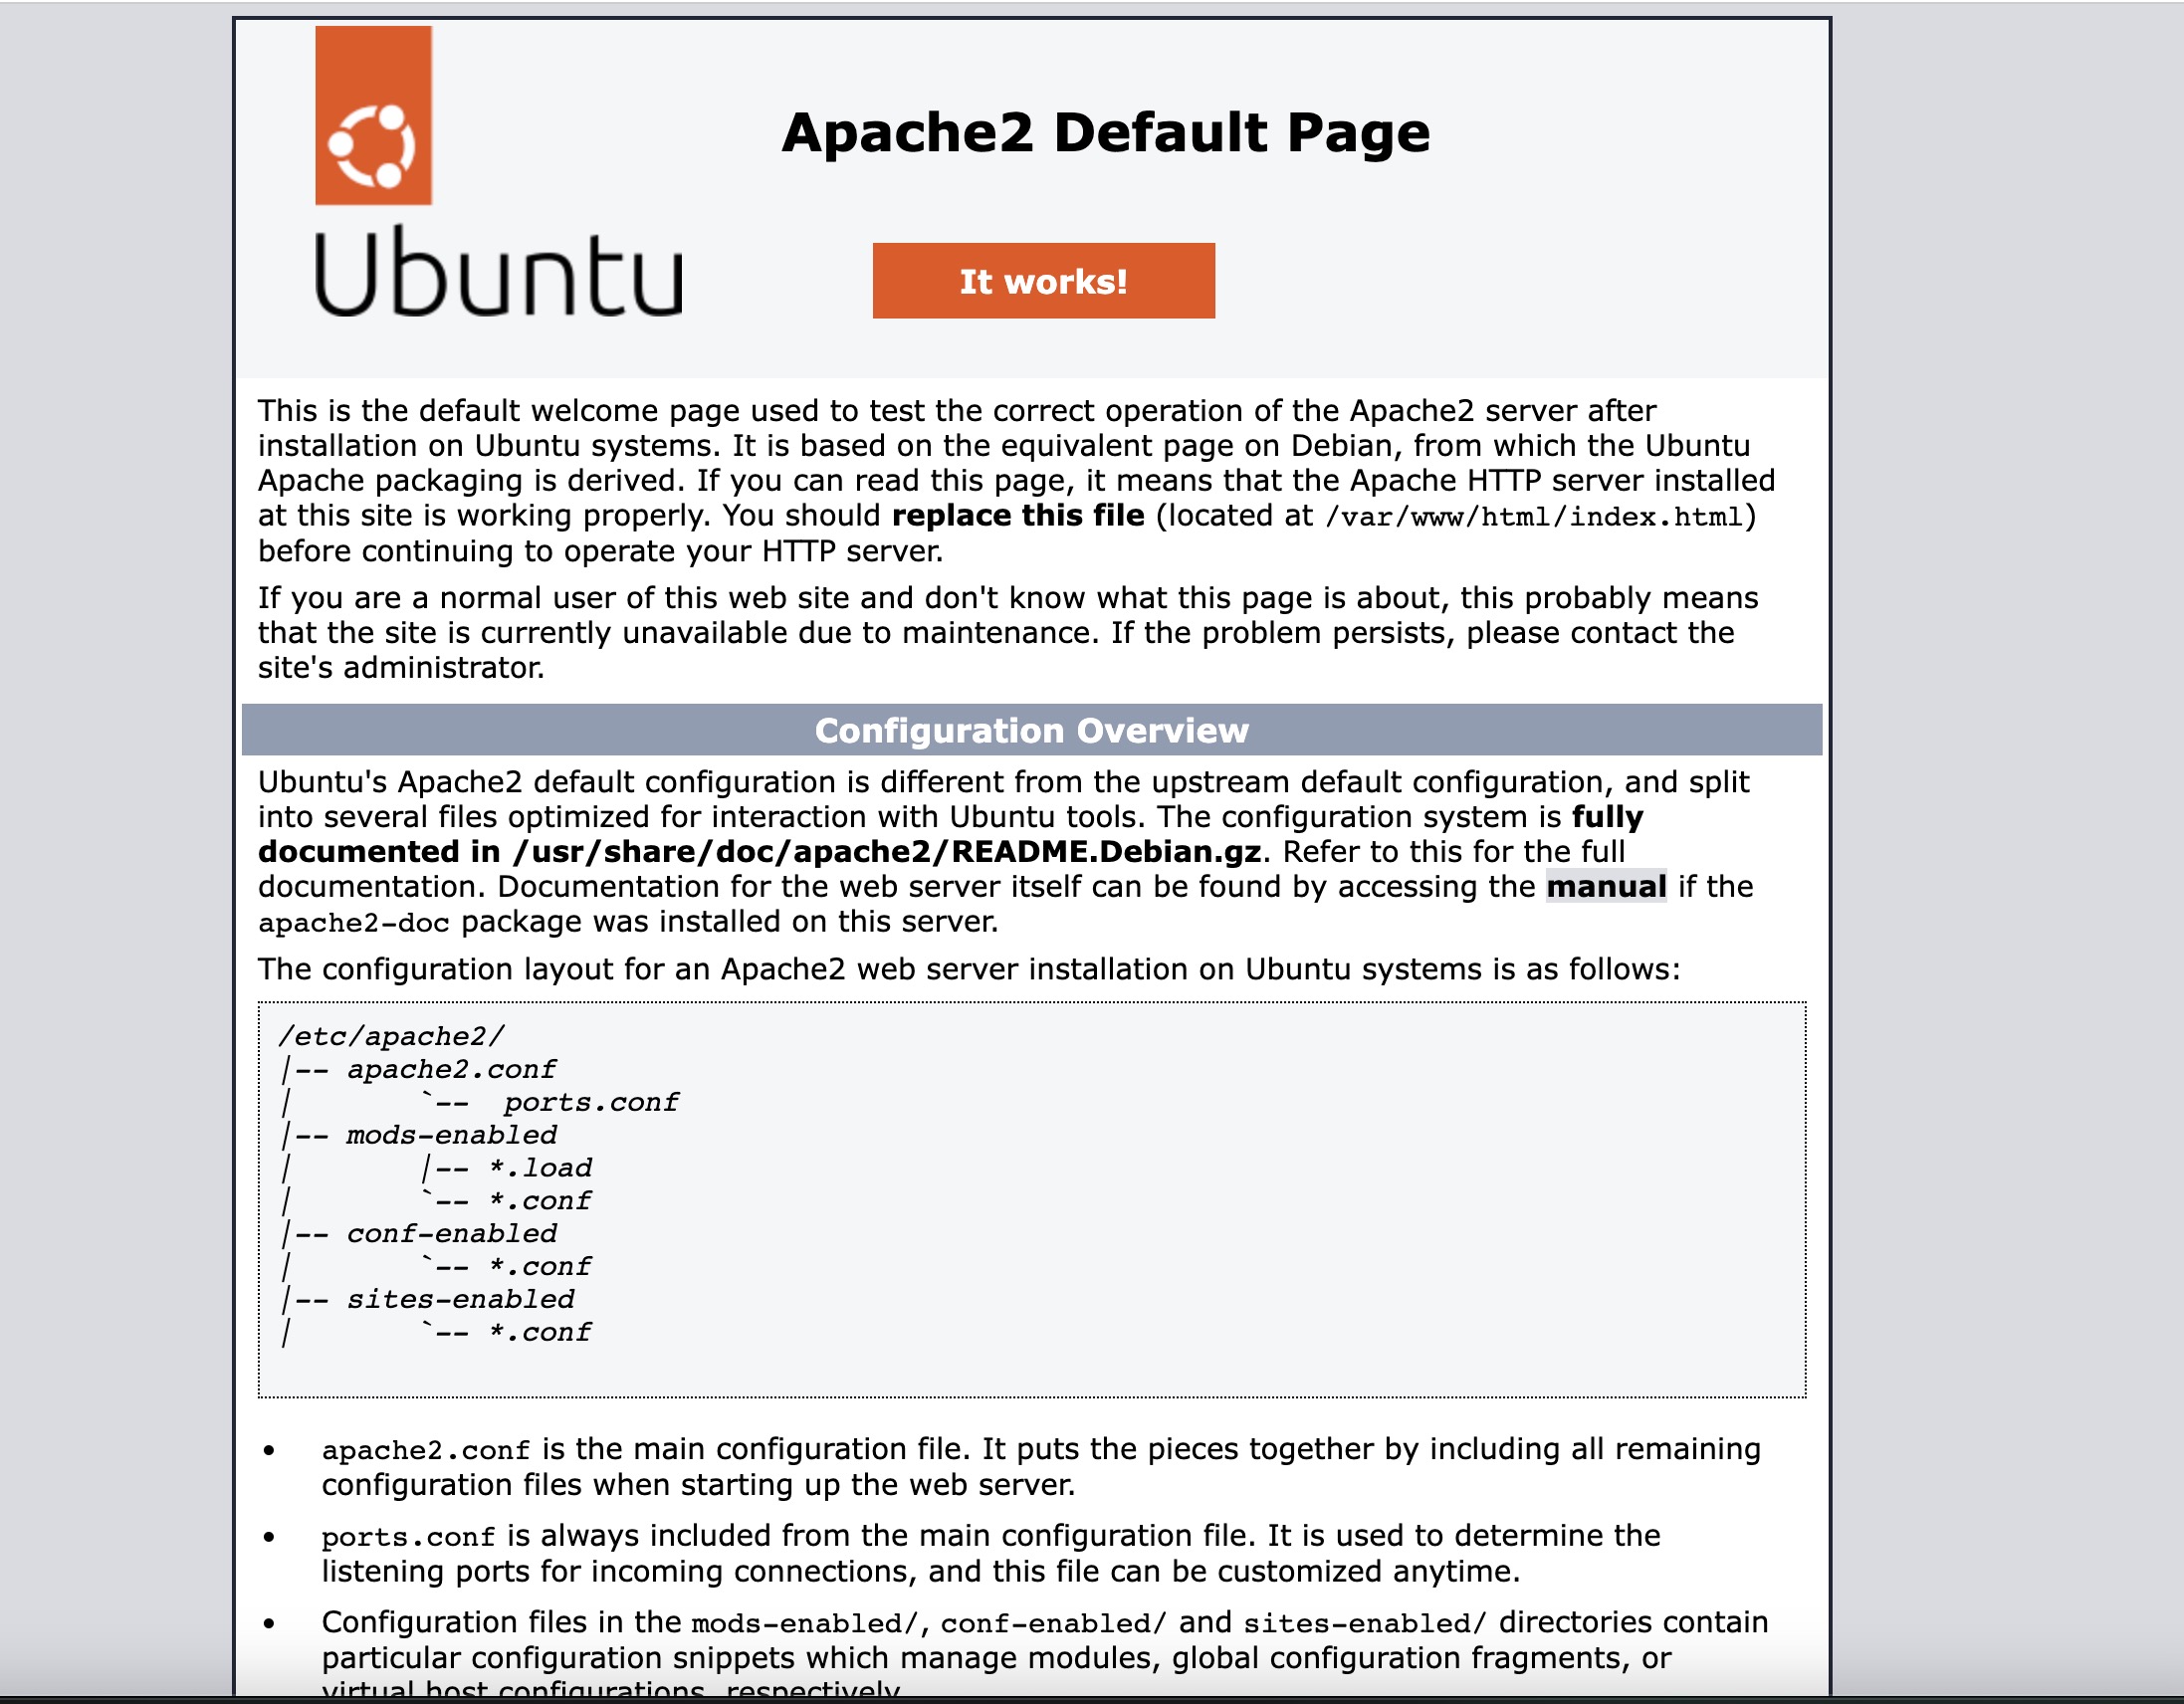 Ubuntu
Apache2 Default Page
It works!
This is the default welcome page used to test the correct operation of the Apache2 server after
installation on Ubuntu systems. It is based on the equivalent page on Debian, from which the Ubuntu
Apache packaging is derived. If you can read this page, it means that the Apache HTTP server installed
at this site is working properly. You should replace this file (located at /var/www/html/index.html)
before continuing to operate your HTTP server.
If you are a normal user of this web site and don't know what this page is about, this probably means
that the site is currently unavailable due to maintenance. If the problem persists, please contact the
site's administrator.
Configuration Overview
Ubuntu's Apache2 default configuration is different from the upstream default configuration, and split
into several files optimized for interaction with Ubuntu tools. The configuration system is fully
documented in /usr/share/doc/apache2/README.Debian.gz. Refer to this for the full
documentation. Documentation for the web server itself can be found by accessing the manual if the
apache2-doc package was installed on this server.
The configuration layout for an Apache2 web server installation on Ubuntu systems is as follows:
/etc/apache2/
|-- apache2.conf
|       `--  ports.conf
|-- mods-enabled
|       |-- *.load
|       `-- *.conf
|-- conf-enabled
|       `-- *.conf
|-- sites-enabled
|       `-- *.conf
• apache2.conf is the main configuration file. It puts the pieces together by including all remaining
configuration files when starting up the web server.
• ports.conf is always included from the main configuration file. It is used to determine the
listening ports for incoming connections, and this file can be customized anytime.
• Configuration files in the mods-enabled/, conf-enabled/ and sites-enabled/ directories contain
particular configuration snippets which manage modules, global configuration fragments, or
virtual host configurations, respectively.